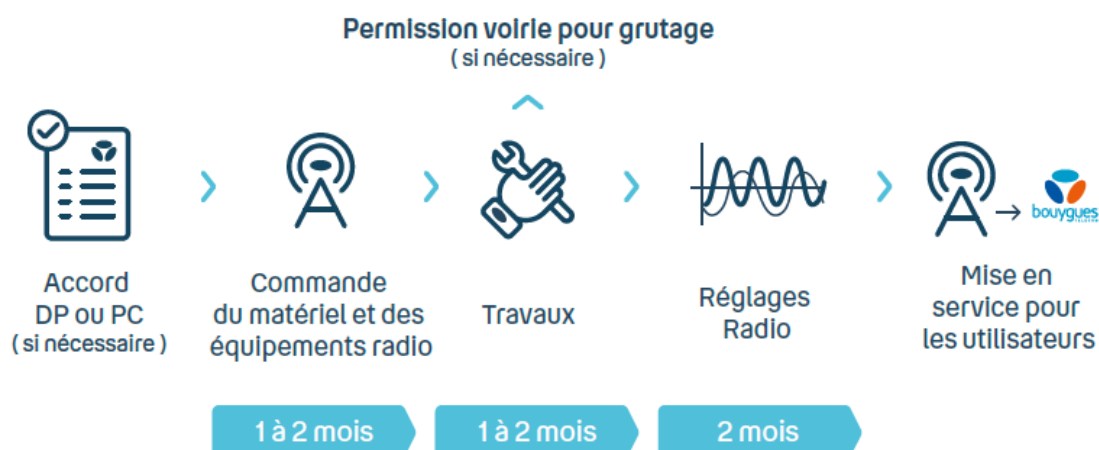 Permission voirie pour grutage
( si nécessaire )
Accord
DP ou PC
( si nécessaire )
Commande
du matériel et des
équipements radio
Travaux
Réglages
Radio
bouygues
TELECOM
Mise en
service pour
les utilisateurs
1 à 2 mois
1 à 2 mois
2 mois